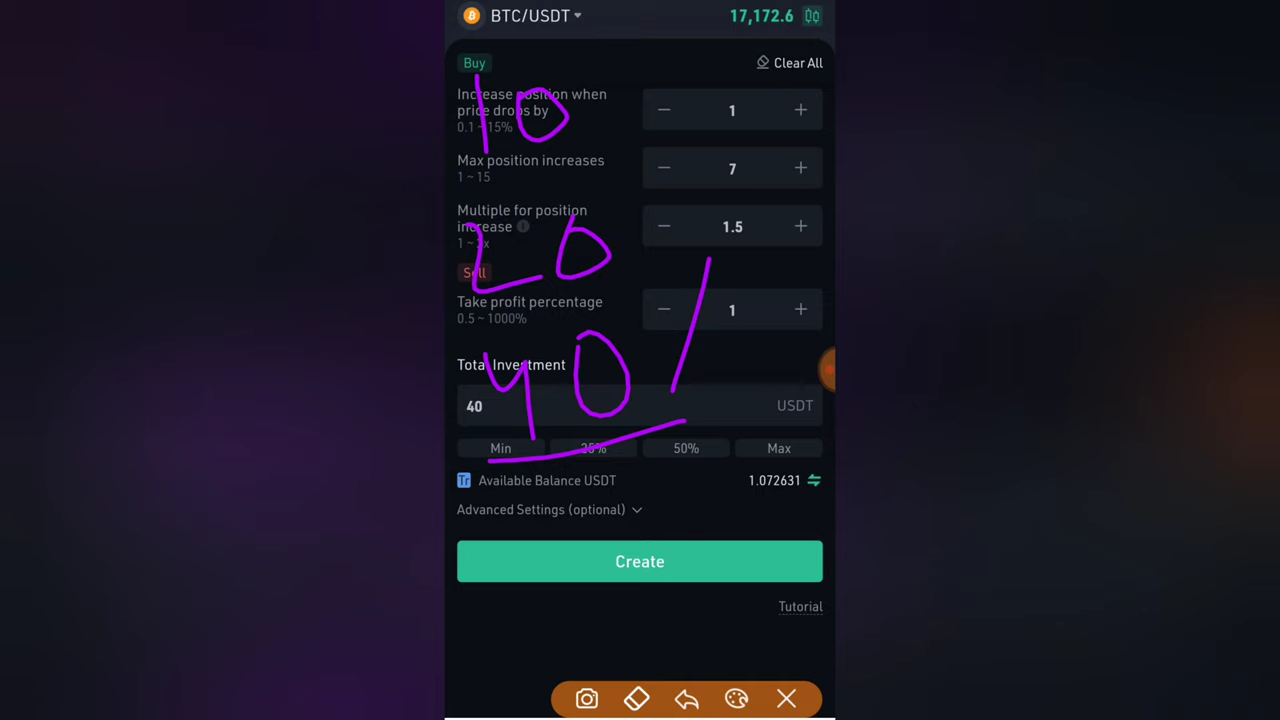 BTC/USDT 17,172.6
Buy Clear All
Increase position when
price drops by
0.1 ~ 15%
1
10
Max position increases
1 ~ 15
7
Multiple for position
increase
1 ~ 3x
1.5
20
Sell
Take profit percentage
0.5 ~ 1000%
1
Total Investment
40 USDT
40
Min 25% 50% Max
Tr Available Balance USDT 1.072631
Advanced Settings (optional)
Create
Tutorial